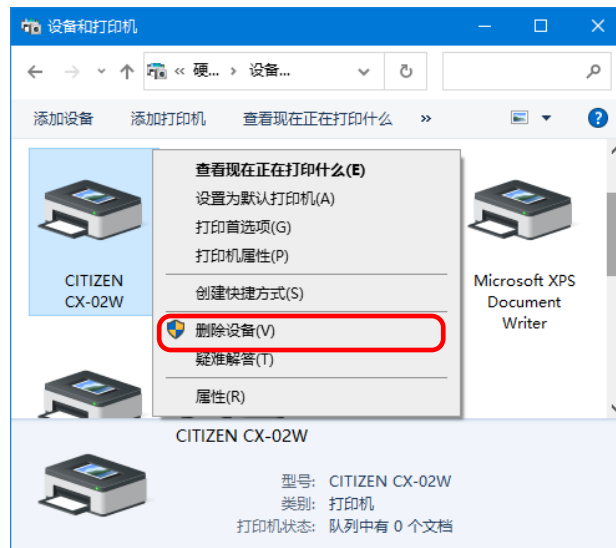 设备和打印机
« 硬... › 设备...
添加设备 添加打印机 查看现在正在打印什么 »
查看现在正在打印什么(E)
设置为默认打印机(A)
打印首选项(G)
打印机属性(P)
创建快捷方式(S)
删除设备(V)
疑难解答(T)
属性(R)
CITIZEN
CX-02W
Microsoft XPS
Document
Writer
CITIZEN CX-02W
型号: CITIZEN CX-02W
类别: 打印机
打印机状态: 队列中有 0 个文档